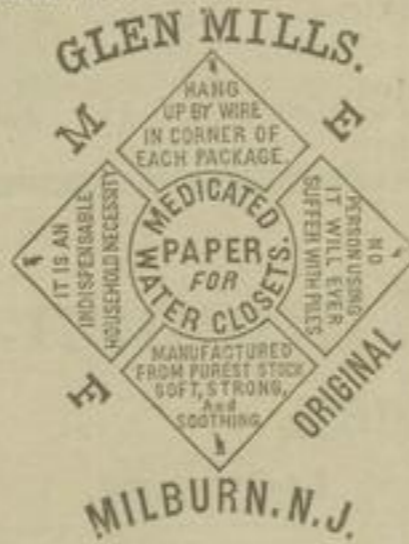 GLEN MILLS.
M E
HANG
UP BY WIRE
IN CORNER OF
EACH PACKAGE.
IT IS AN
INDISPENSABLE
HOUSEHOLD NECESSITY
MEDICATED
PAPER
FOR
WATER CLOSETS.
NO
PERSON USING
IT WILL EVER
SUFFER WITH PILES
MANUFACTURED
FROM PUREST STOCK
SOFT, STRONG,
And
SOOTHING
F
ORIGINAL
MILBURN. N.J.